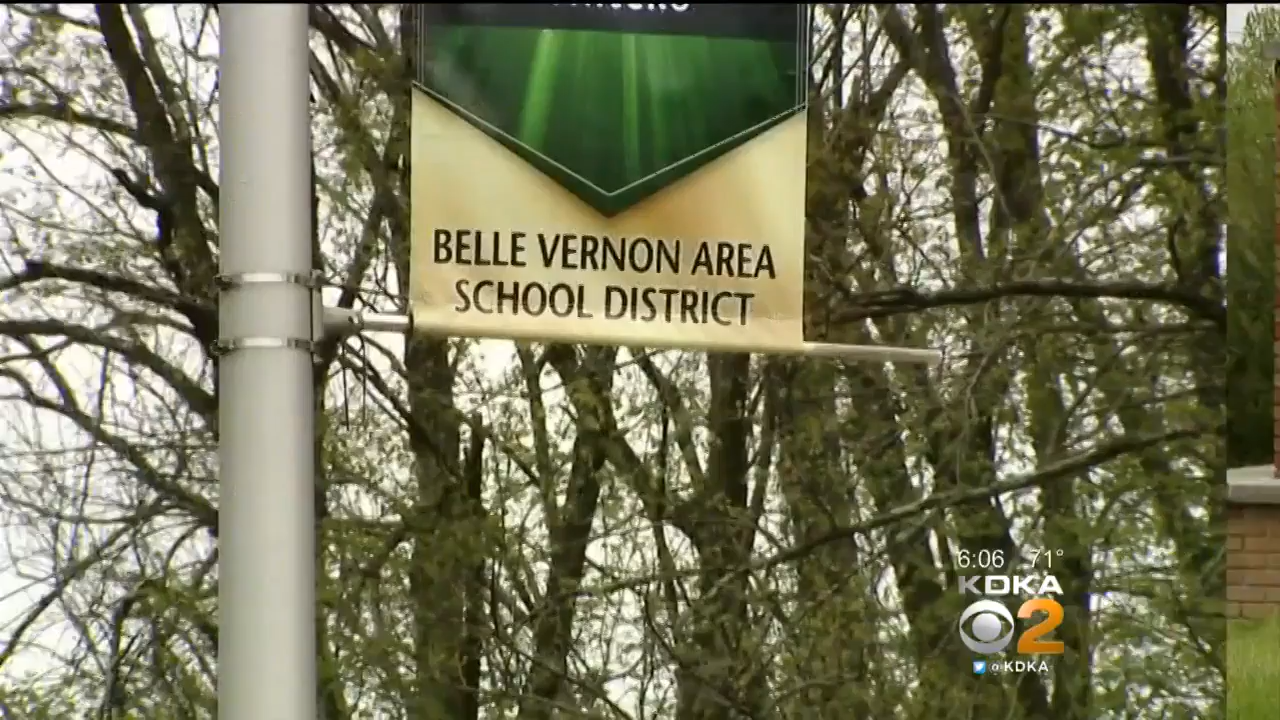 BELLE VERNON AREA
SCHOOL DISTRICT
6:06 71°
KDKA
2
@KDKA